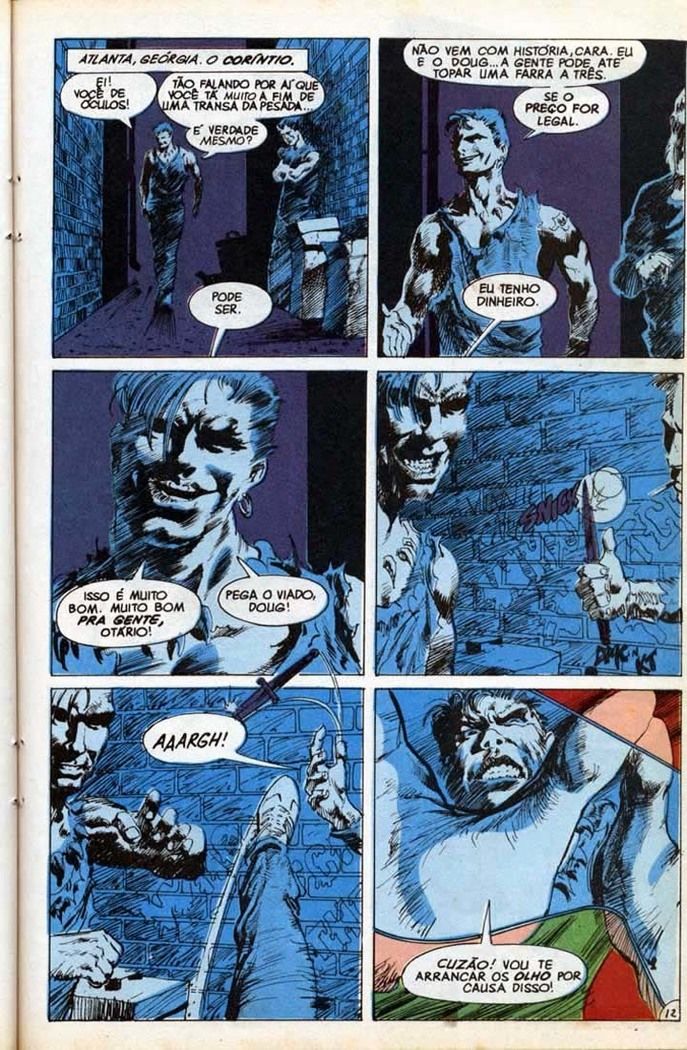 ATLANTA, GEÓRGIA. O CORÍNTIO.
EI!
VOCÊ DE
ÓCULOS!
TÃO FALANDO POR AÍ QUE
VOCÊ TÁ MUITO A FIM DE
UMA TRANSA DA PESADA...
É VERDADE
MESMO?
PODE
SER.
NÃO VEM COM HISTÓRIA, CARA. EU
E O DOUG... A GENTE PODE ATÉ
TOPAR UMA FARRA A TRÊS.
SE O
PREÇO FOR
LEGAL.
EU TENHO
DINHEIRO.
ISSO É MUITO
BOM. MUITO BOM
PRA GENTE,
OTÁRIO!
PEGA O VIADO,
DOUG!
SNICK
AAARGH!
CUZÃO! VOU TE
ARRANCAR OS OLHO POR
CAUSA DISSO!
12